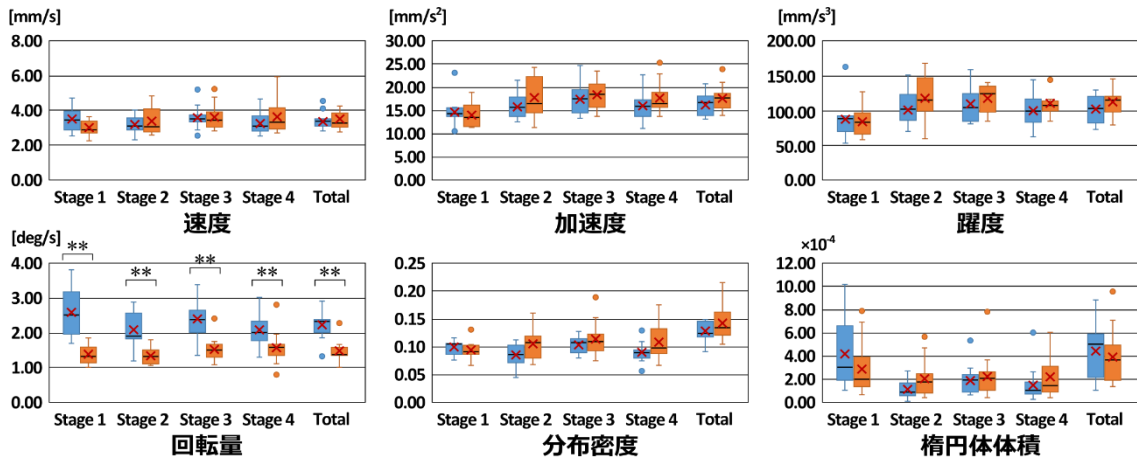 [mm/s] [mm/s²] [mm/s³]
8.00
6.00
4.00
2.00
0.00
Stage 1 Stage 2 Stage 3 Stage 4 Total
速度
30.00
25.00
20.00
15.00
10.00
5.00
0.00
Stage 1 Stage 2 Stage 3 Stage 4 Total
加速度
200.00
150.00
100.00
50.00
0.00
Stage 1 Stage 2 Stage 3 Stage 4 Total
躍度
[deg/s]
4.00
3.00
2.00
1.00
0.00
** ** ** ** **
Stage 1 Stage 2 Stage 3 Stage 4 Total
回転量
0.25
0.20
0.15
0.10
0.05
0.00
Stage 1 Stage 2 Stage 3 Stage 4 Total
分布密度
×10⁻⁴
12.00
10.00
8.00
6.00
4.00
2.00
0.00
Stage 1 Stage 2 Stage 3 Stage 4 Total
楕円体体積